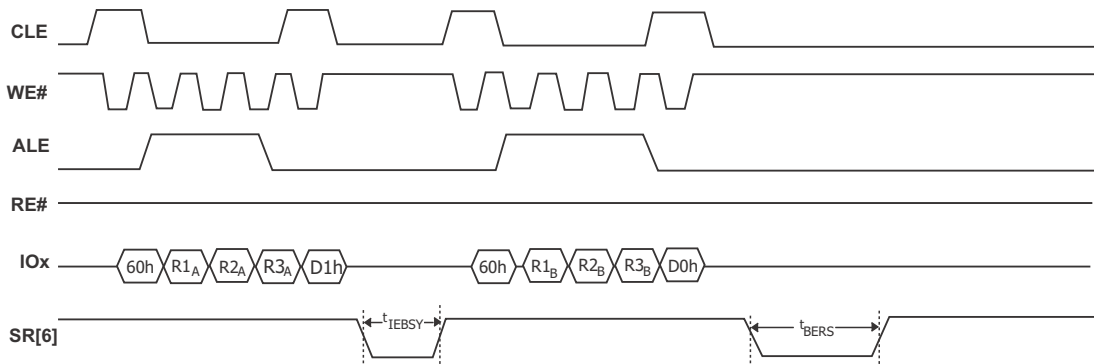 CLE
WE#
ALE
RE#
IOx 60h R1A R2A R3A D1h 60h R1B R2B R3B D0h
SR[6] tIEBSY tBERS